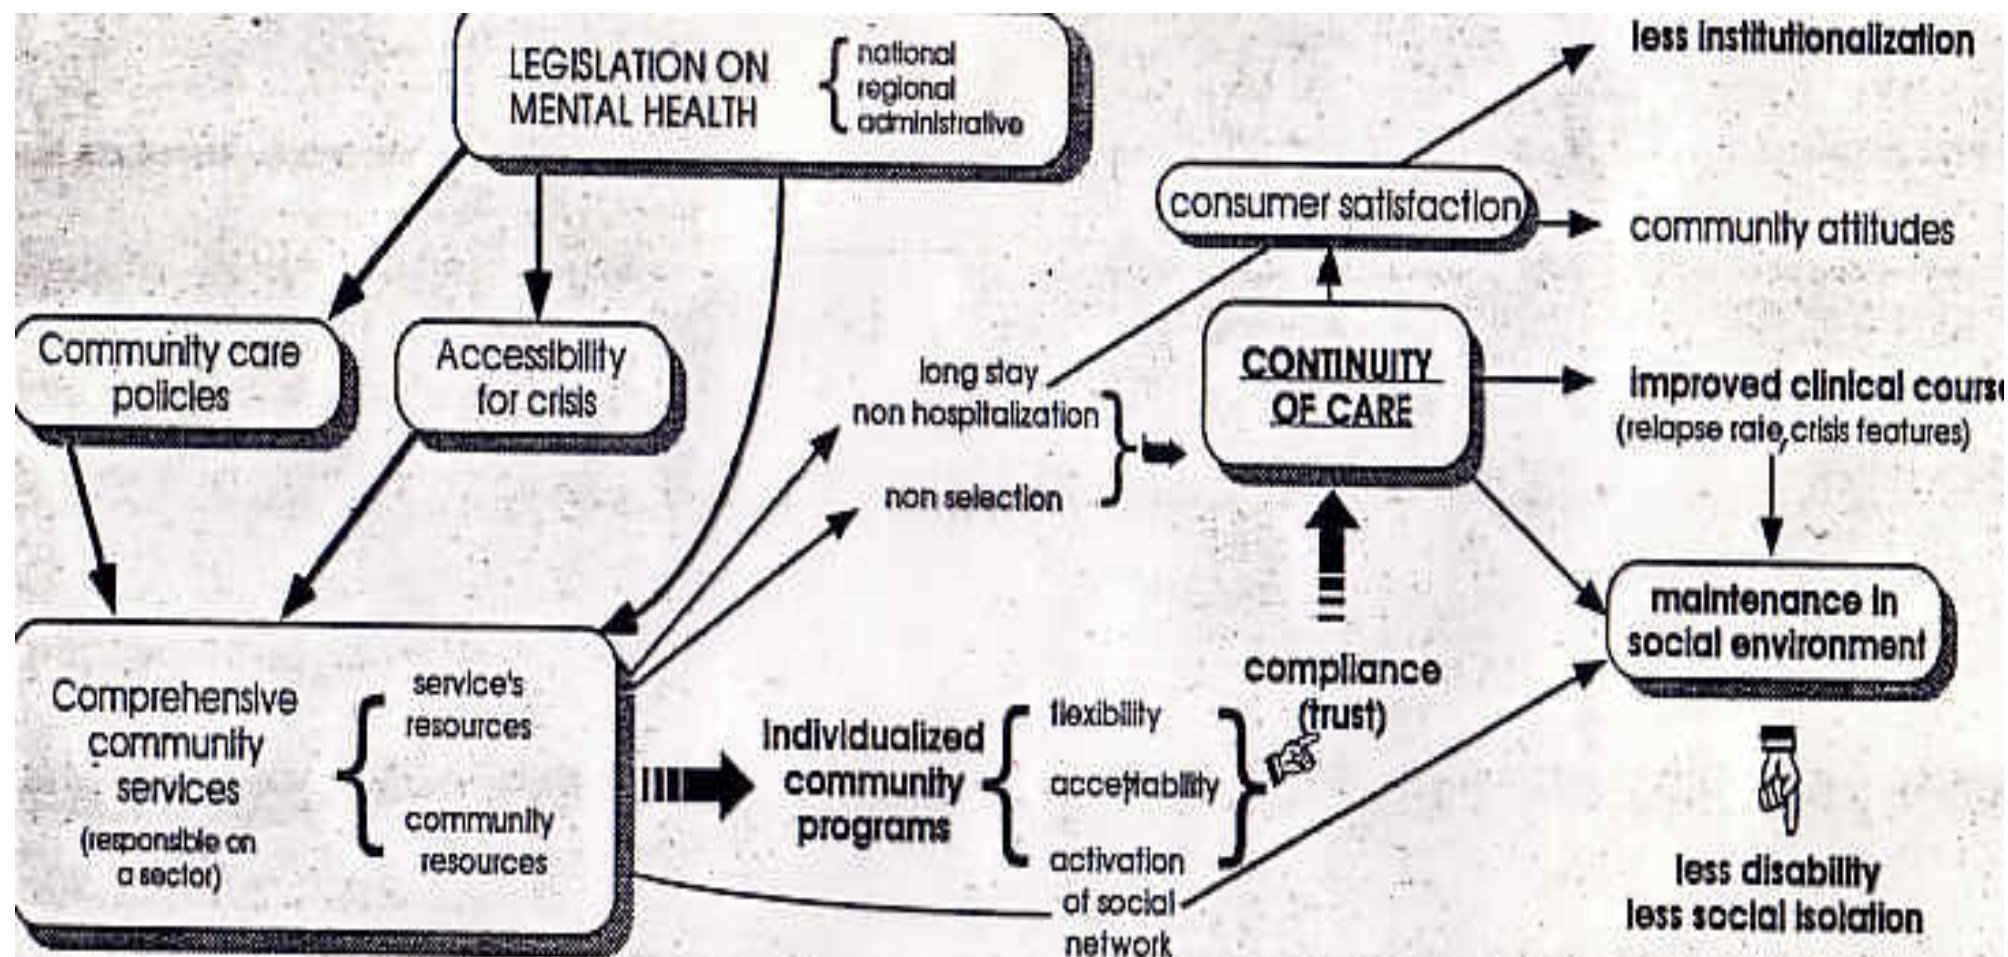 LEGISLATION ON
MENTAL HEALTH
national
regional
administrative
less institutionalization
consumer satisfaction
community attitudes
Community care
policies
Accessibility
for crisis
long stay
non hospitalization
non selection
CONTINUITY
OF CARE
improved clinical course
(relapse rate, crisis features)
maintenance in
social environment
Comprehensive
community
services
(responsible on
a sector)
service's
resources
community
resources
individualized
community
programs
flexibility
acceptability
activation
of social
network
compliance
(trust)
less disability
less social isolation